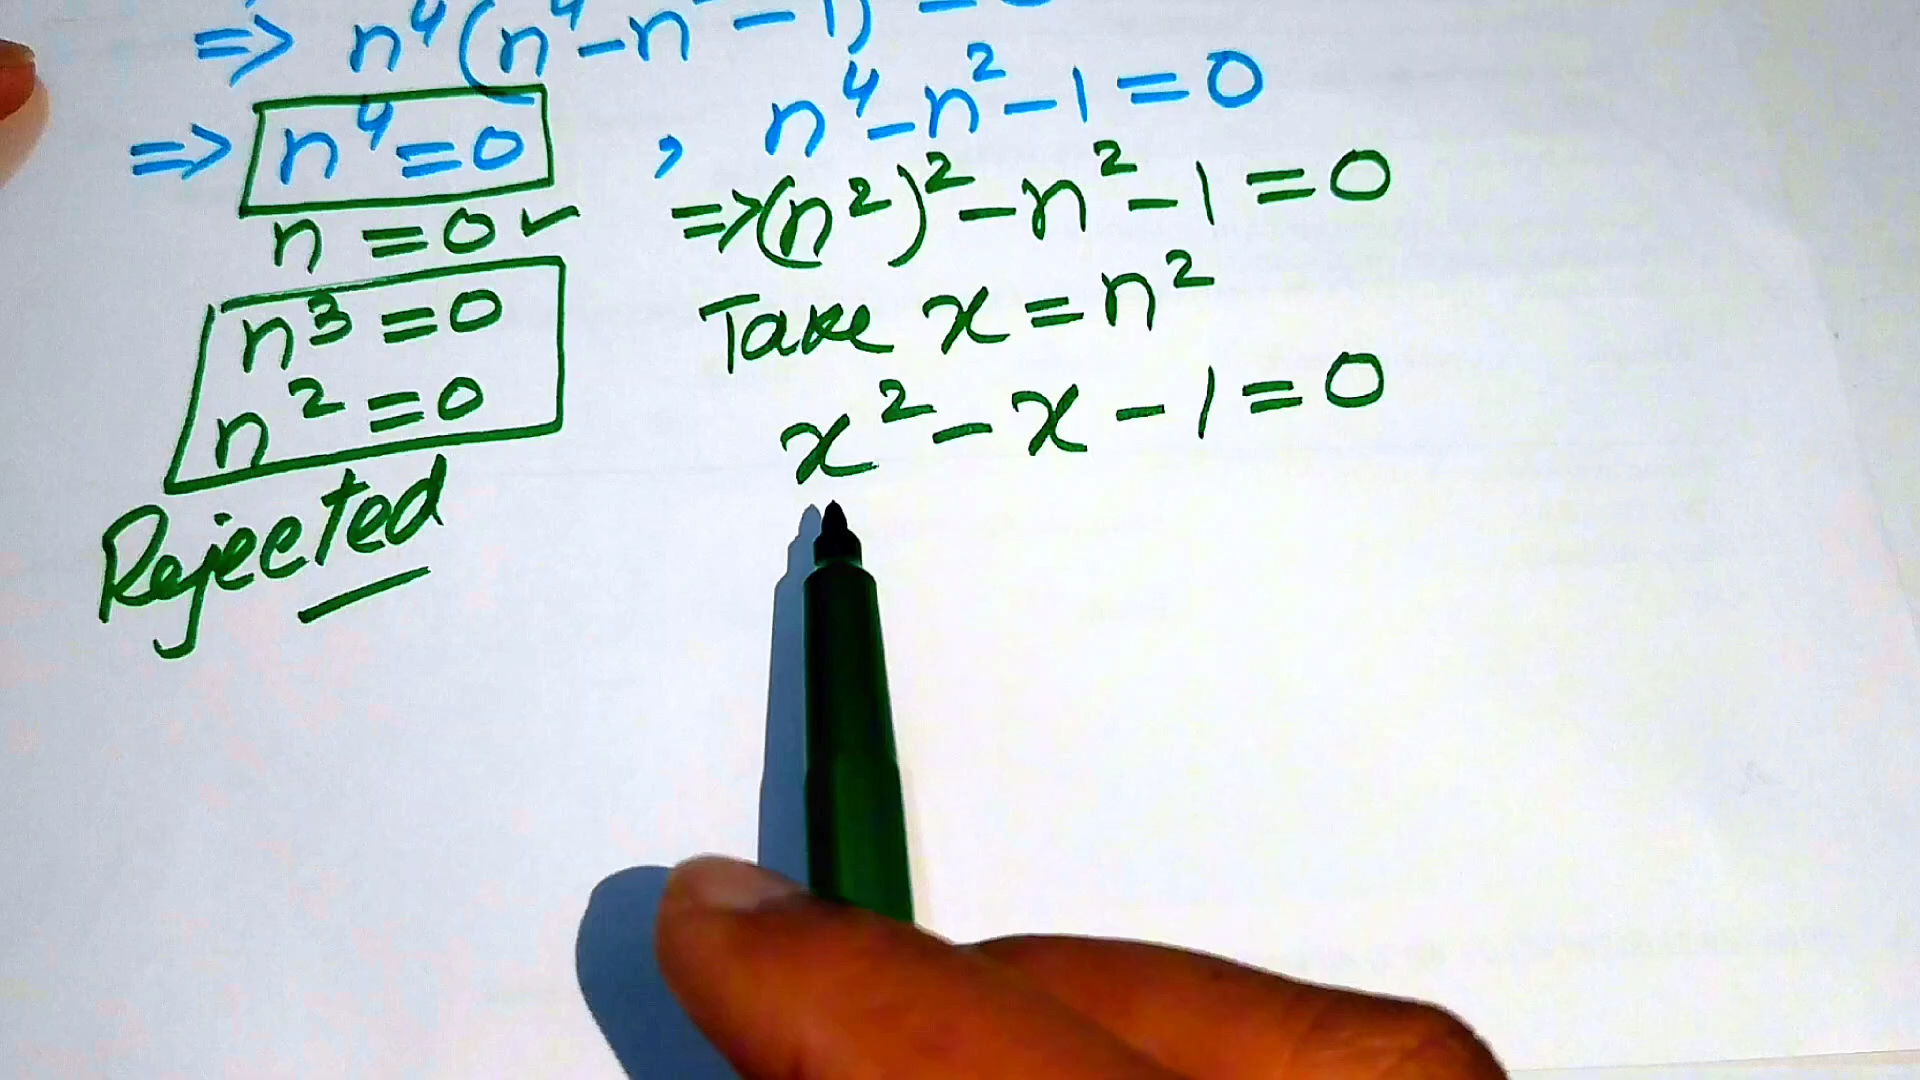 ⇒ n⁴(n⁴-n² - 1) = 0
⇒ n⁴=0 , n⁴-n²-1=0
n=0 ✓
n³=0
n²=0
Rejected
⇒(n²)²-n²-1=0
Take x=n²
x²-x-1=0